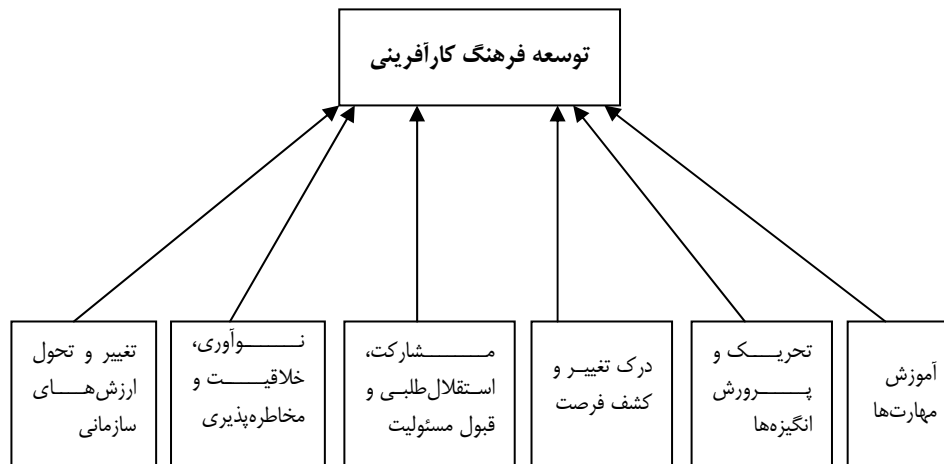 توسعه فرهنگ کارآفرینی
آموزش
مهارت‌ها
تحریک و
پرورش
انگیزه‌ها
درک تغییر و
کشف فرصت
مشارکت،
استقلال‌طلبی و
قبول مسئولیت
نوآوری،
خلاقیت و
مخاطره‌پذیری
تغییر و تحول
ارزش‌های
سازمانی